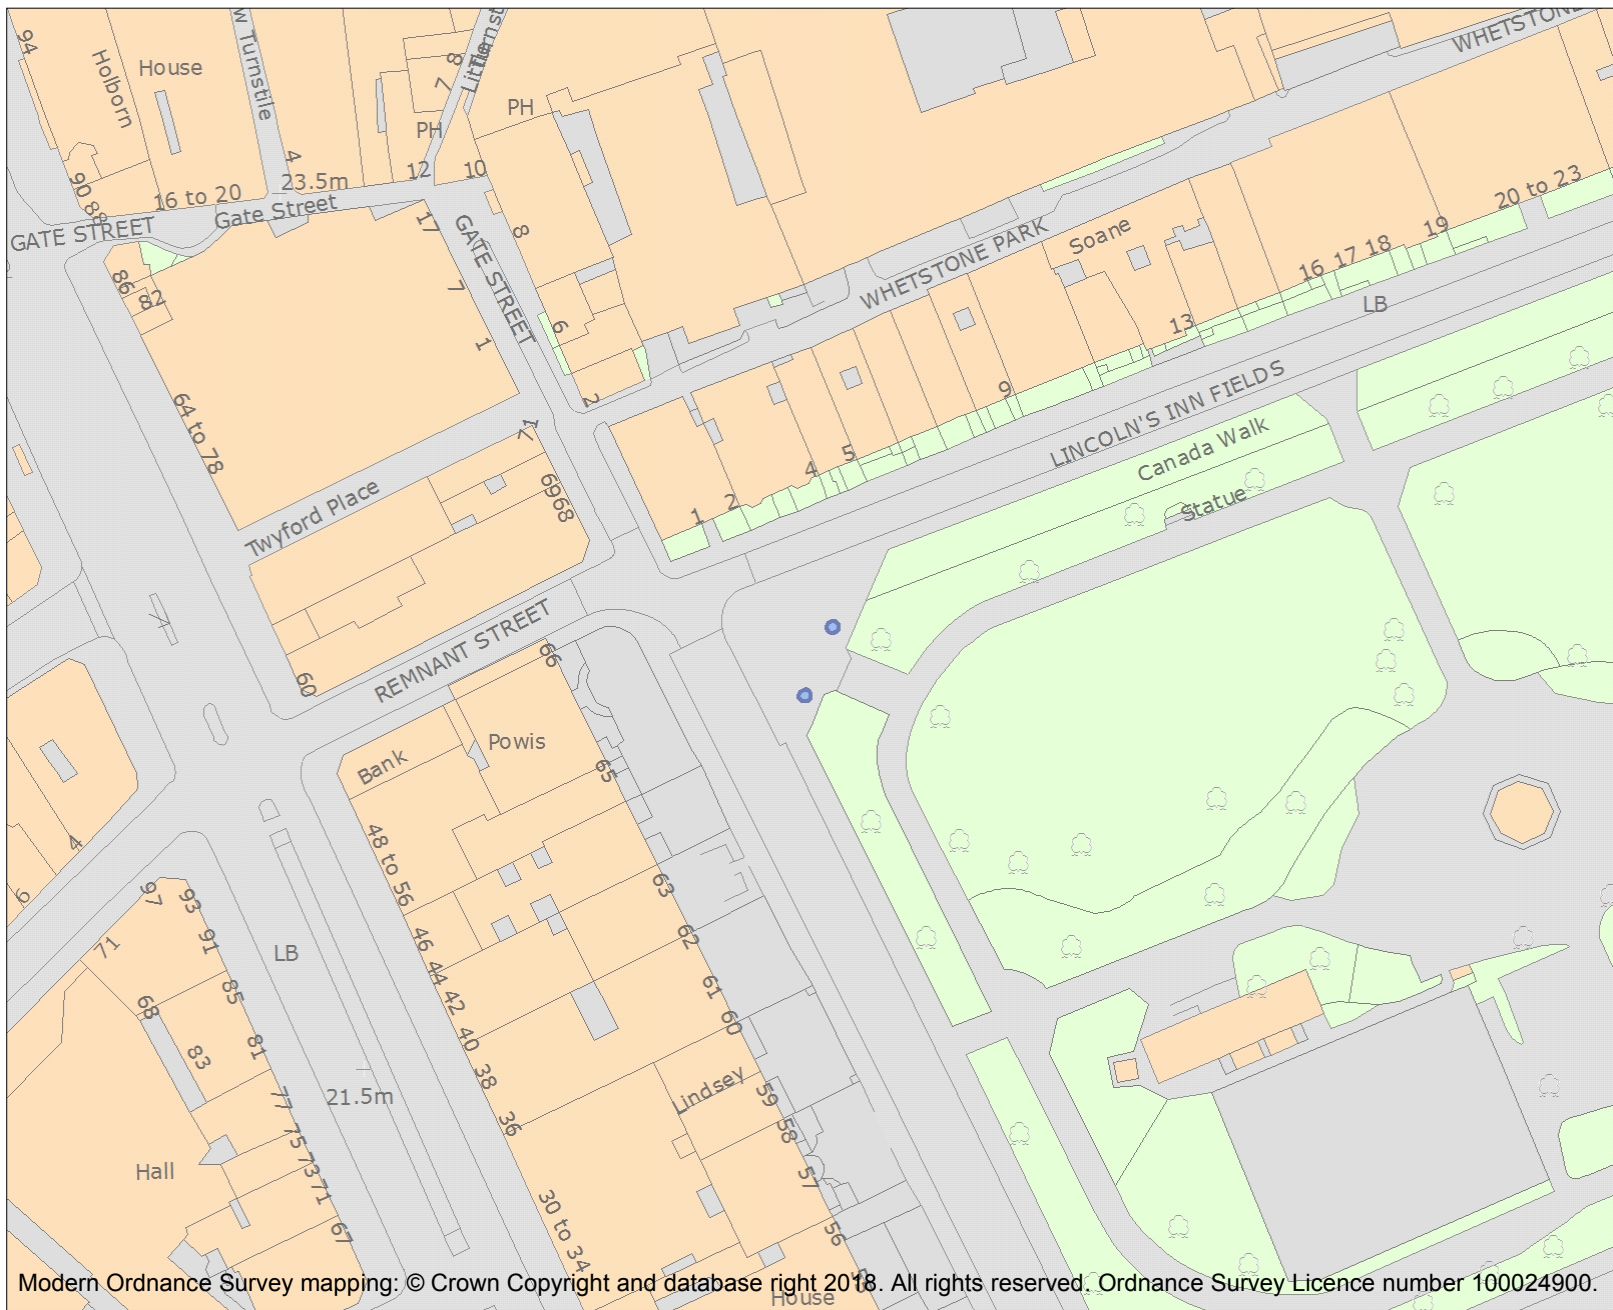 94
Holborn
House
w Turnstile
Little
Turnst
8
7
PH
PH
WHETSTONE
90
88
4
16 to 20
23.5m
12
10
GATE STREET
Gate Street
17
GATE STREET
8
86
82
7
6
1
2
WHETSTONE PARK
Soane
20 to 23
19
18
17
16
LB
13
9
64 to 78
71
5
4
2
1
LINCOLN'S INN FIELDS
Canada Walk
Statue
6968
Twyford Place
REMNANT STREET
60
66
Powis
Bank
65
48 to 56
4
6
97
93
91
71
LB
63
62
46
44
42
40
38
36
61
60
68
85
83
81
21.5m
Lindsey
59
58
57
56
77
75
73
71
67
Hall
30 to 34
House
Modern Ordnance Survey mapping: © Crown Copyright and database right 2018. All rights reserved. Ordnance Survey Licence number 100024900.